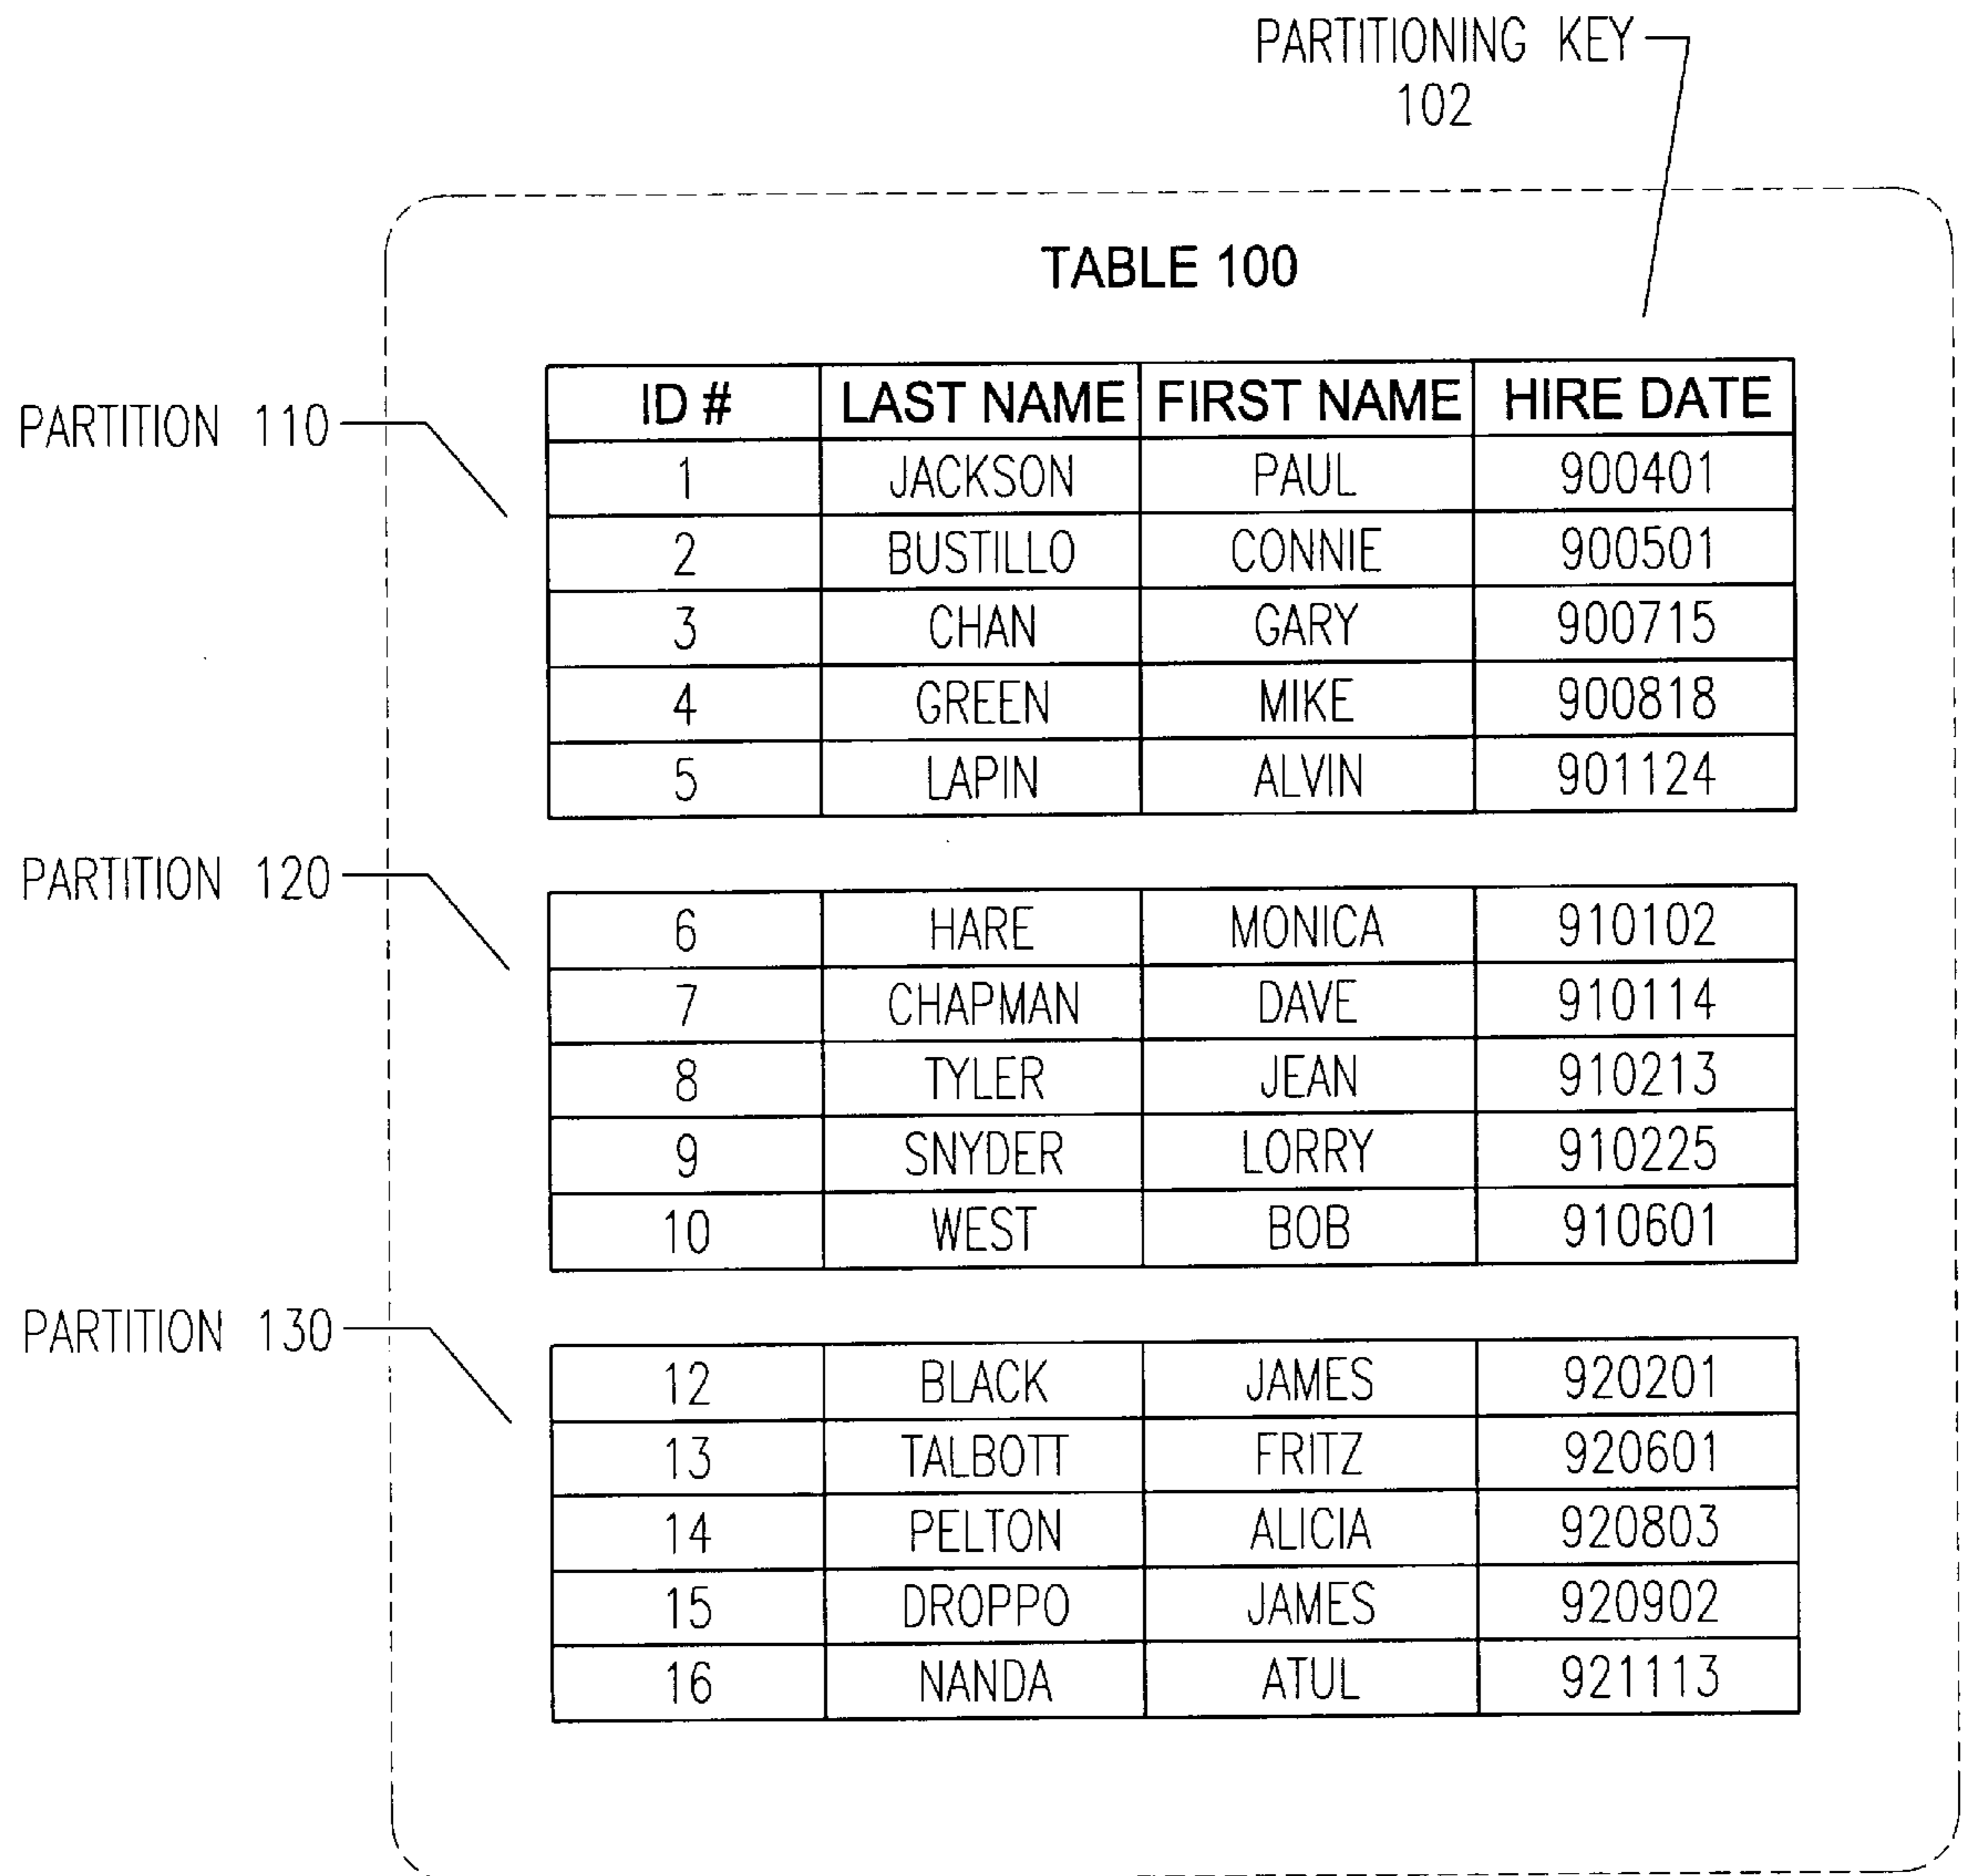 PARTITIONING KEY
102
TABLE 100
PARTITION 110
ID # LAST NAME FIRST NAME HIRE DATE
1 JACKSON PAUL 900401
2 BUSTILLO CONNIE 900501
3 CHAN GARY 900715
4 GREEN MIKE 900818
5 LAPIN ALVIN 901124
PARTITION 120
6 HARE MONICA 910102
7 CHAPMAN DAVE 910114
8 TYLER JEAN 910213
9 SNYDER LORRY 910225
10 WEST BOB 910601
PARTITION 130
12 BLACK JAMES 920201
13 TALBOTT FRITZ 920601
14 PELTON ALICIA 920803
15 DROPPO JAMES 920902
16 NANDA ATUL 921113